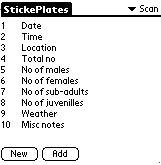 StickePlates ▼ Scan
1 Date
2 Time
3 Location
4 Total no
5 No of males
6 No of females
7 No of sub-adults
8 No of juvenilles
9 Weather
10 Misc notes
New Add